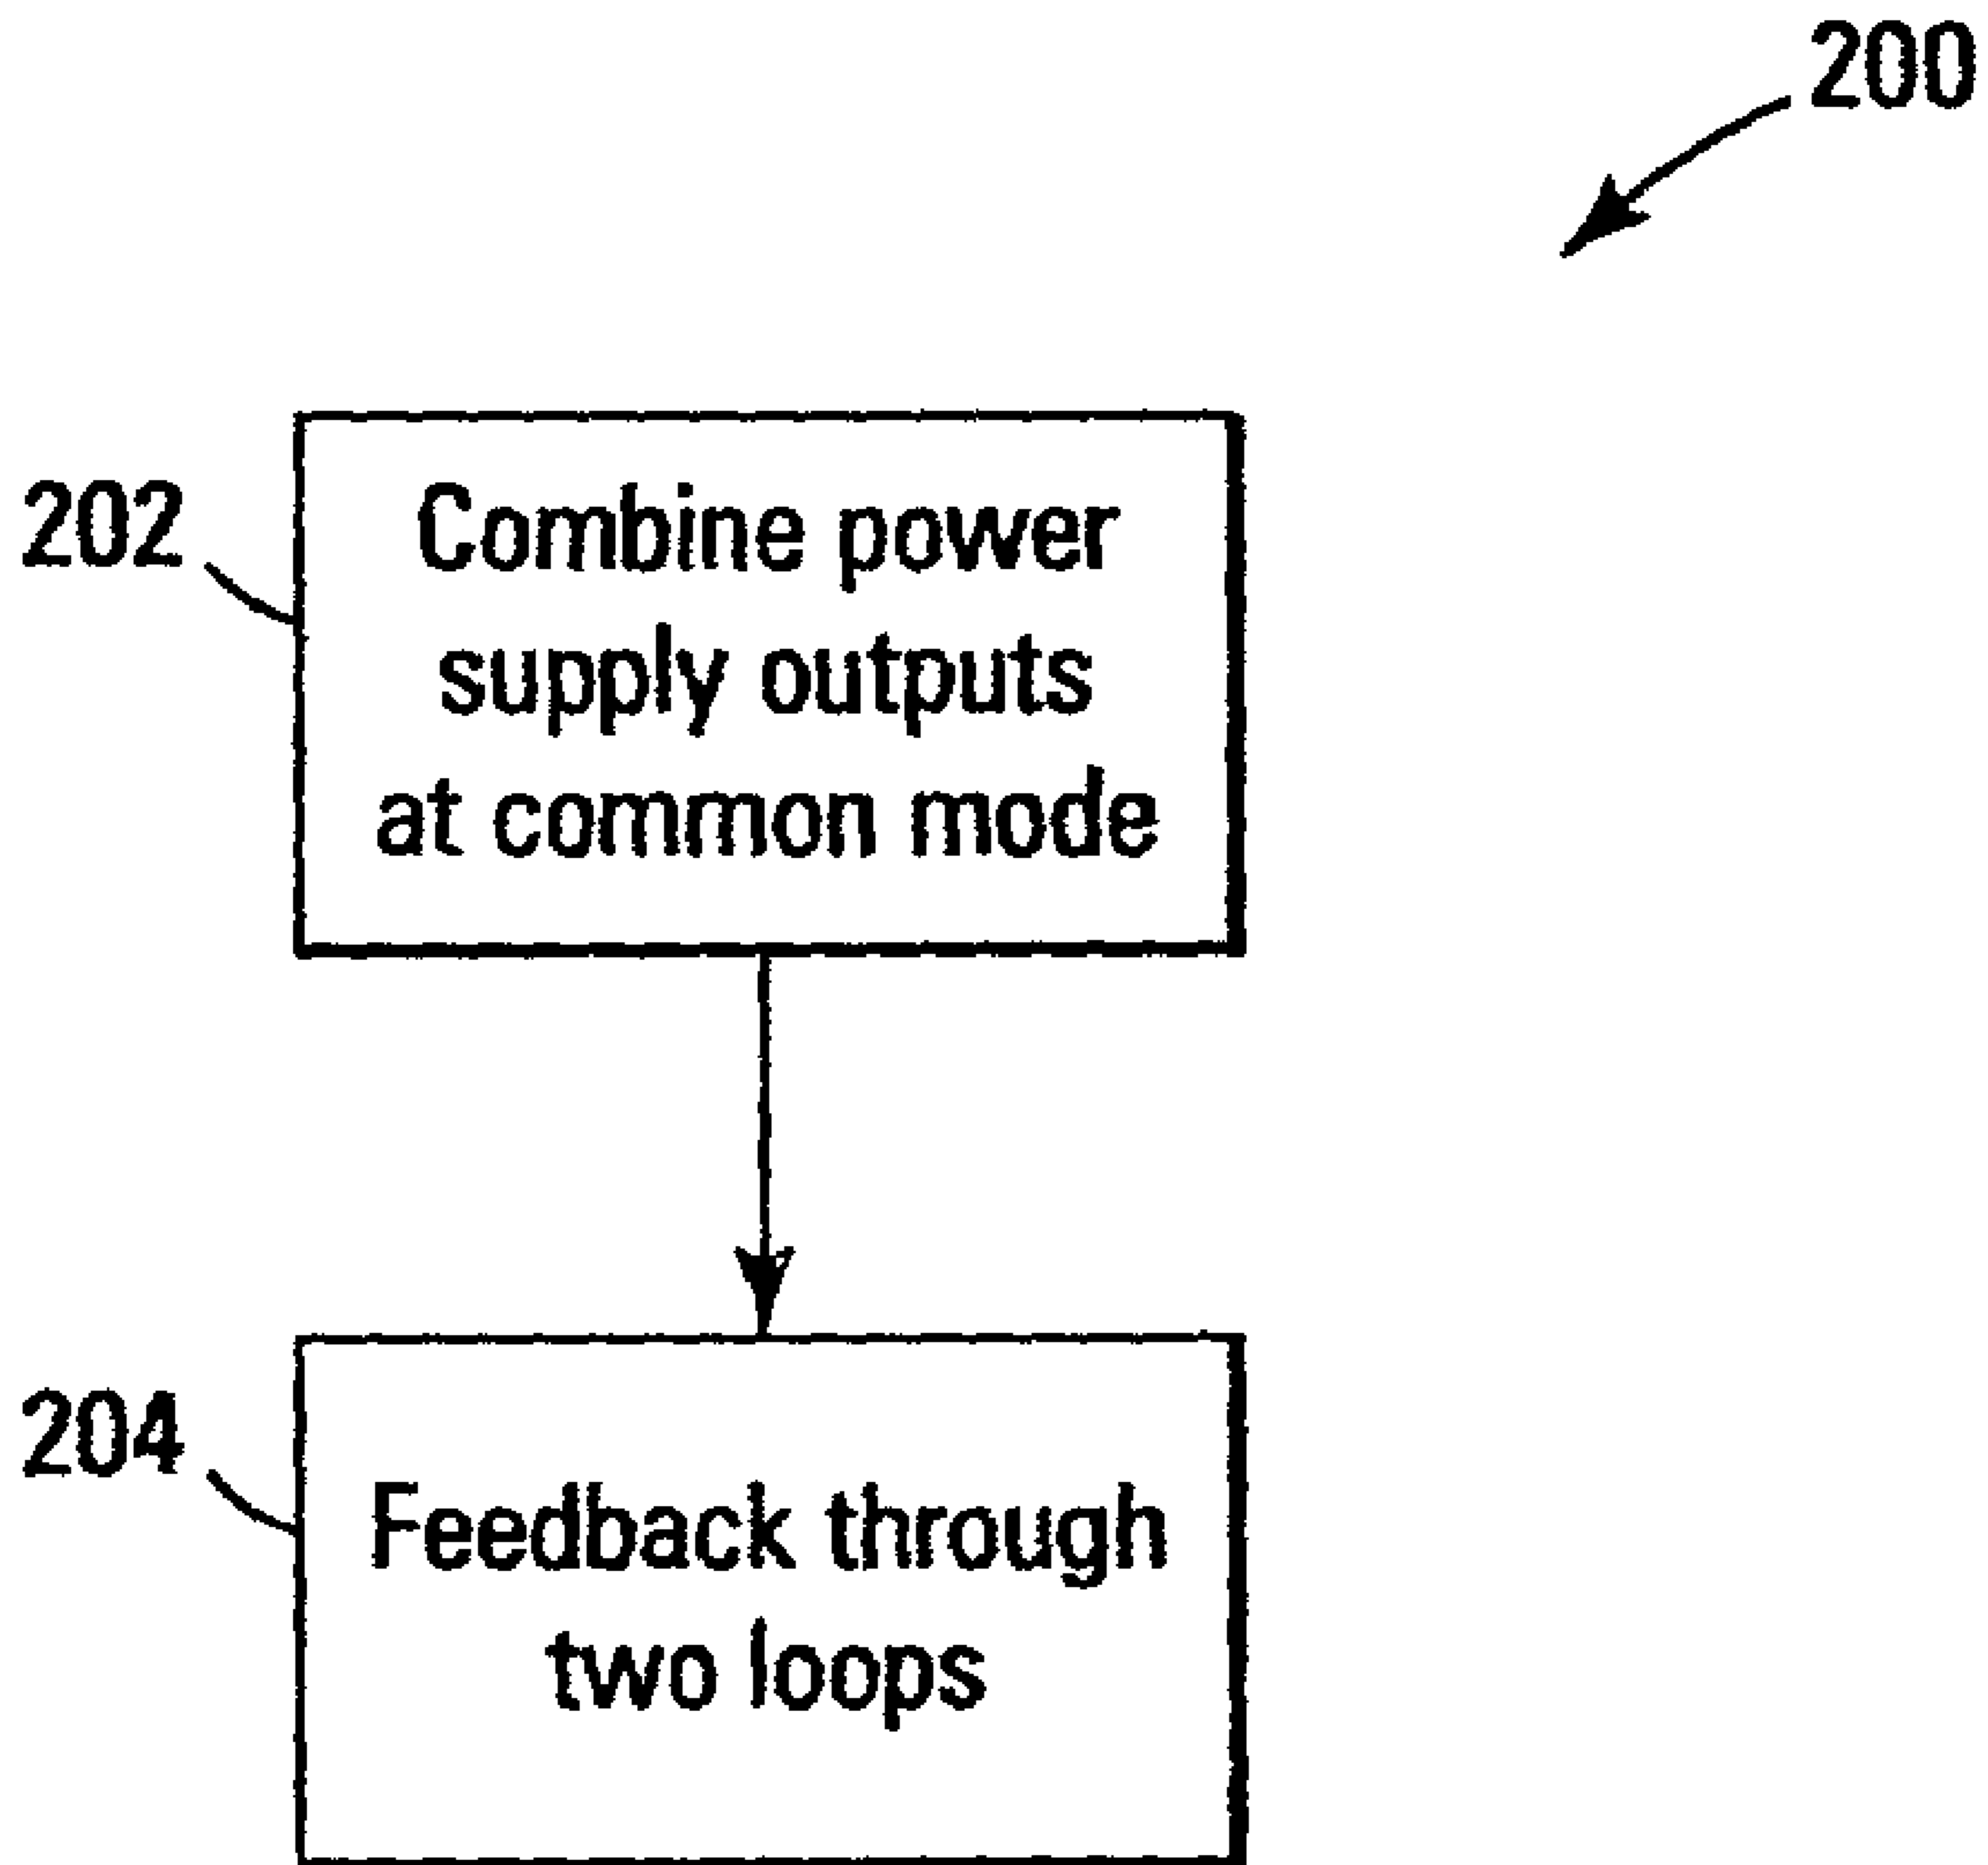 200
202
Combine power
supply outputs
at common mode
204
Feedback through
two loops